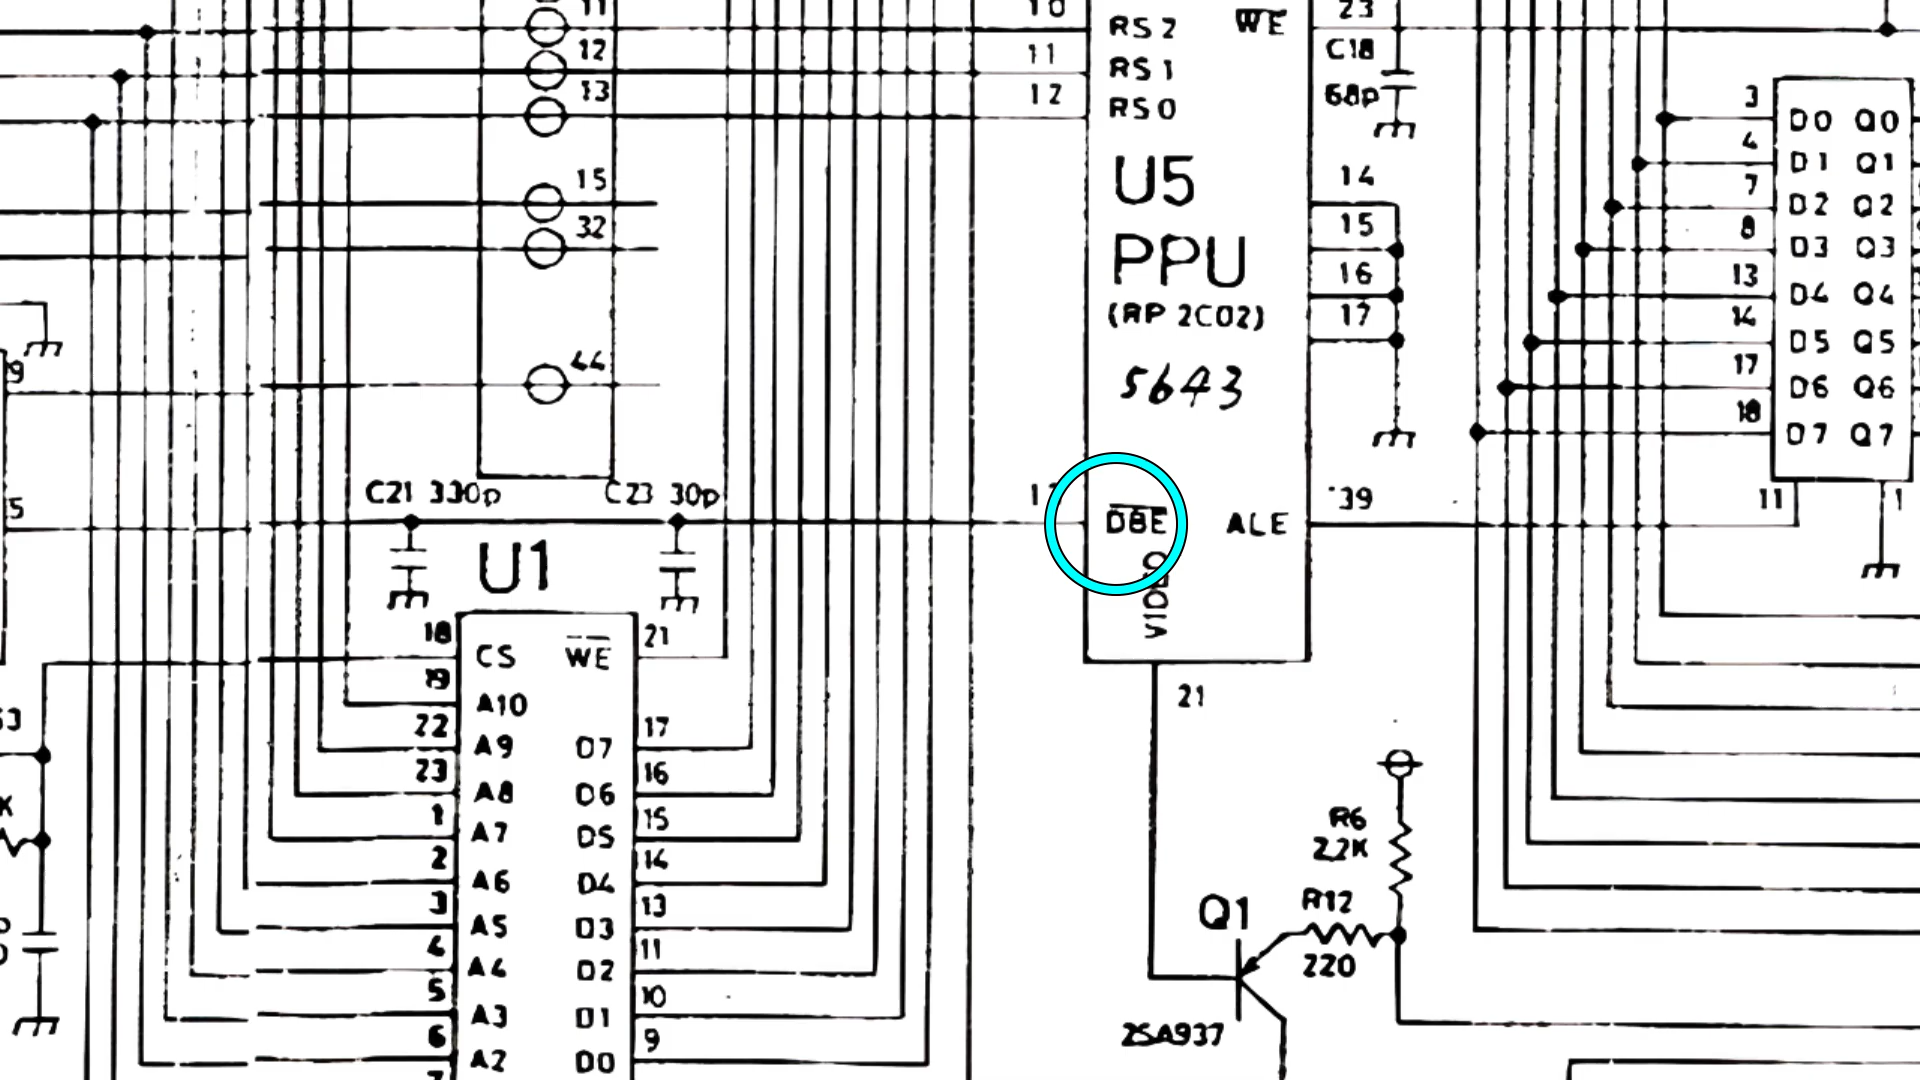 11
12
13
15
32
44
10
11
12
RS2
RS1
RS0
WE
U5
PPU
(RP 2C02)
5643
DBE
ALE
VIDEO
23
C18
68p
14
15
16
17
39
21
3
4
7
8
13
14
17
18
D0 Q0
D1 Q1
D2 Q2
D3 Q3
D4 Q4
D5 Q5
D6 Q6
D7 Q7
11
1
9
5
C21 330p
C23 30p
U1
18
19
22
23
1
2
3
4
5
6
CS WE
A10
A9 D7
A8 D6
A7 D5
A6 D4
A5 D3
A4 D2
A3 D1
A2 D0
21
17
16
15
14
13
11
10
9
R6
2.2K
R12
220
Q1
2SA937